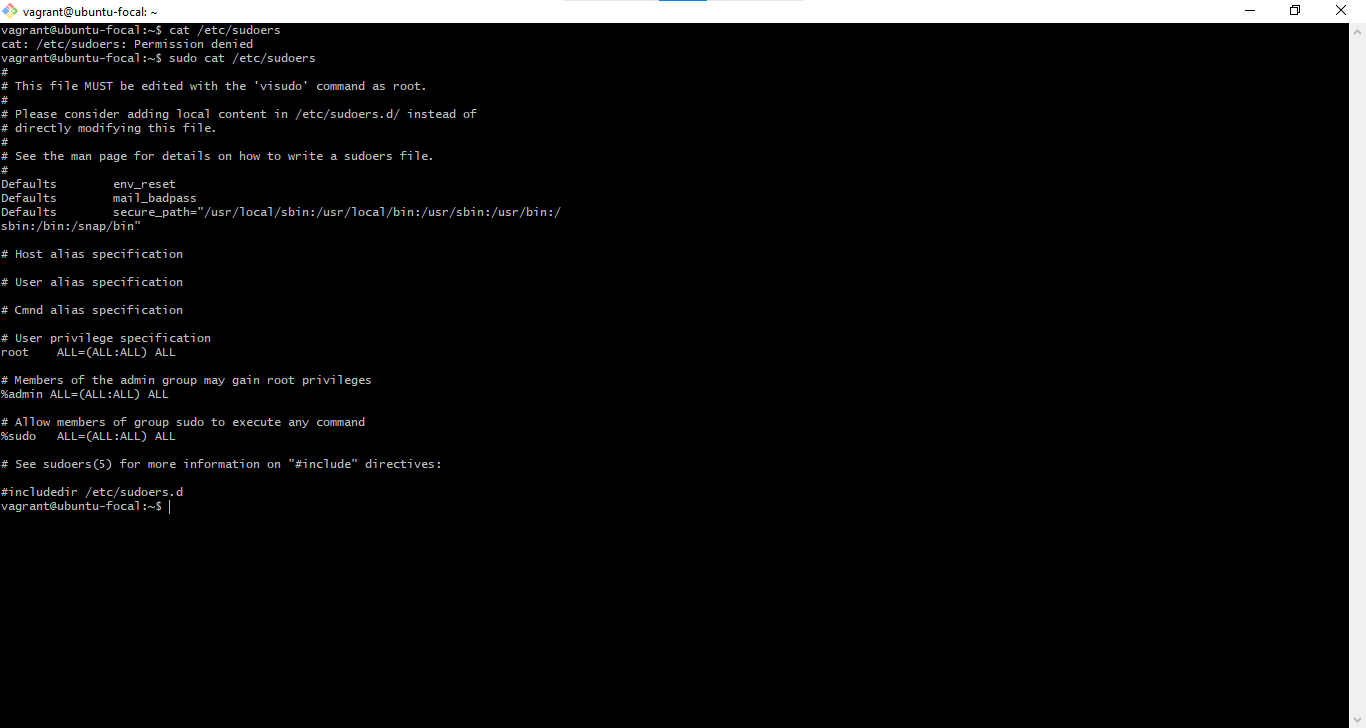 vagrant@ubuntu-focal: ~
vagrant@ubuntu-focal:~$ cat /etc/sudoers
cat: /etc/sudoers: Permission denied
vagrant@ubuntu-focal:~$ sudo cat /etc/sudoers
#
# This file MUST be edited with the 'visudo' command as root.
#
# Please consider adding local content in /etc/sudoers.d/ instead of
# directly modifying this file.
#
# See the man page for details on how to write a sudoers file.
#
Defaults        env_reset
Defaults        mail_badpass
Defaults        secure_path="/usr/local/sbin:/usr/local/bin:/usr/sbin:/usr/bin:/
sbin:/bin:/snap/bin"

# Host alias specification

# User alias specification

# Cmnd alias specification

# User privilege specification
root    ALL=(ALL:ALL) ALL

# Members of the admin group may gain root privileges
%admin ALL=(ALL:ALL) ALL

# Allow members of group sudo to execute any command
%sudo   ALL=(ALL:ALL) ALL

# See sudoers(5) for more information on "#include" directives:

#includedir /etc/sudoers.d
vagrant@ubuntu-focal:~$